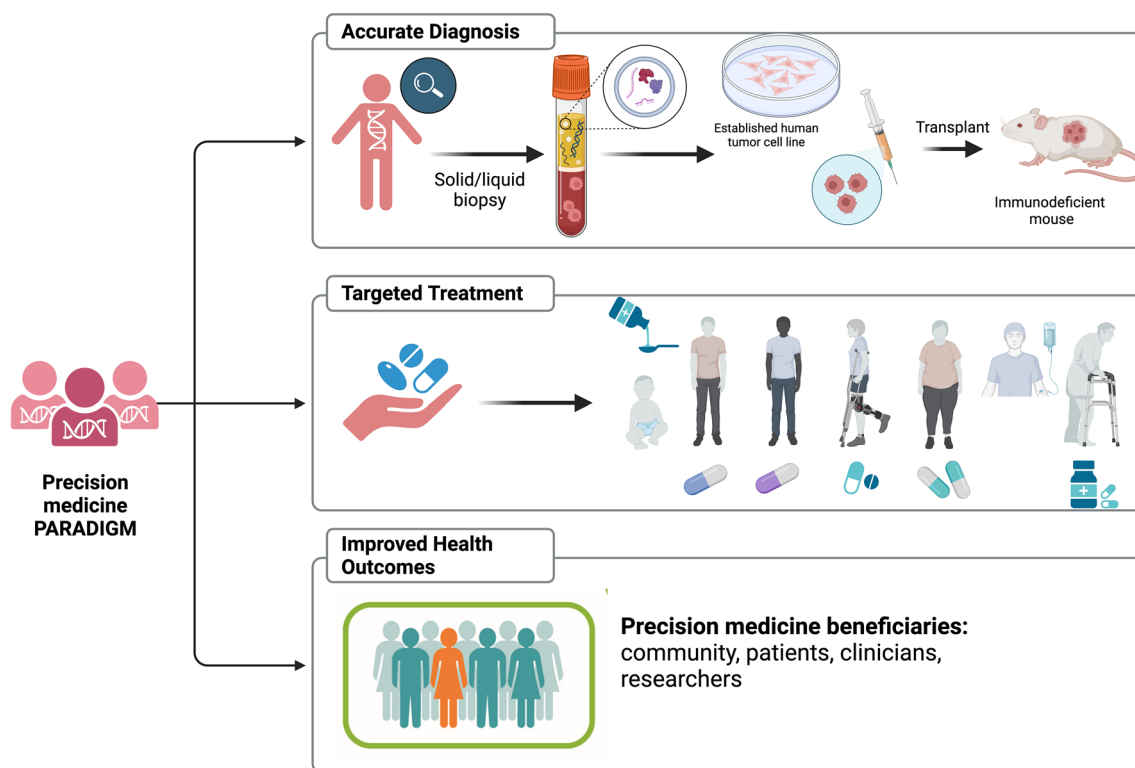 Accurate Diagnosis
Solid/liquid
biopsy
Established human
tumor cell line
Transplant
Immunodeficient
mouse
Precision
medicine
PARADIGM
Targeted Treatment
Improved Health
Outcomes
Precision medicine beneficiaries:
community, patients, clinicians,
researchers